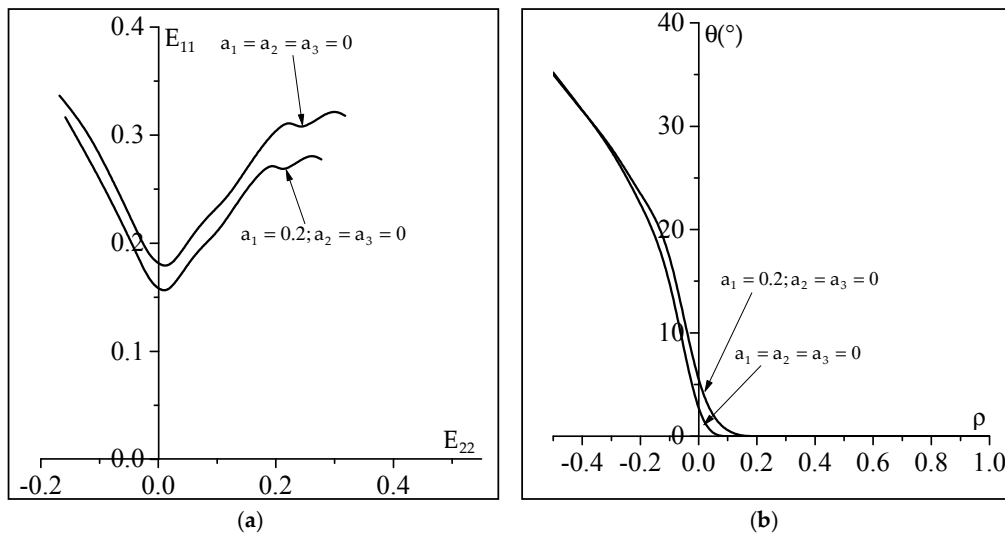 0.4
E₁₁
a₁ = a₂ = a₃ = 0
0.3
0.2
a₁ = 0.2; a₂ = a₃ = 0
0.1
0.0
E₂₂
-0.2 0.0 0.2 0.4
(a)
40
θ(°)
30
20
a₁ = 0.2; a₂ = a₃ = 0
10
a₁ = a₂ = a₃ = 0
0
ρ
-0.4 -0.2 0.0 0.2 0.4 0.6 0.8 1.0
(b)